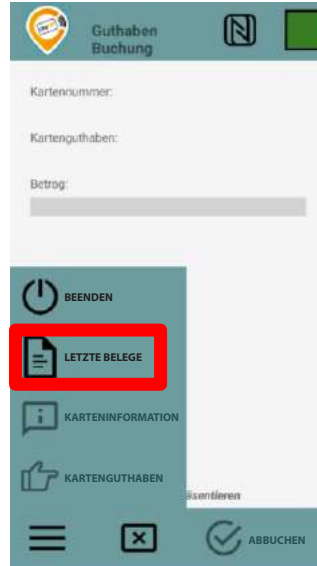 Guthaben
Buchung
Kartennummer:
Kartenguthaben:
Betrag:
BEENDEN
LETZTE BELEGE
KARTENINFORMATION
KARTENGUTHABEN
äsentieren
ABBUCHEN